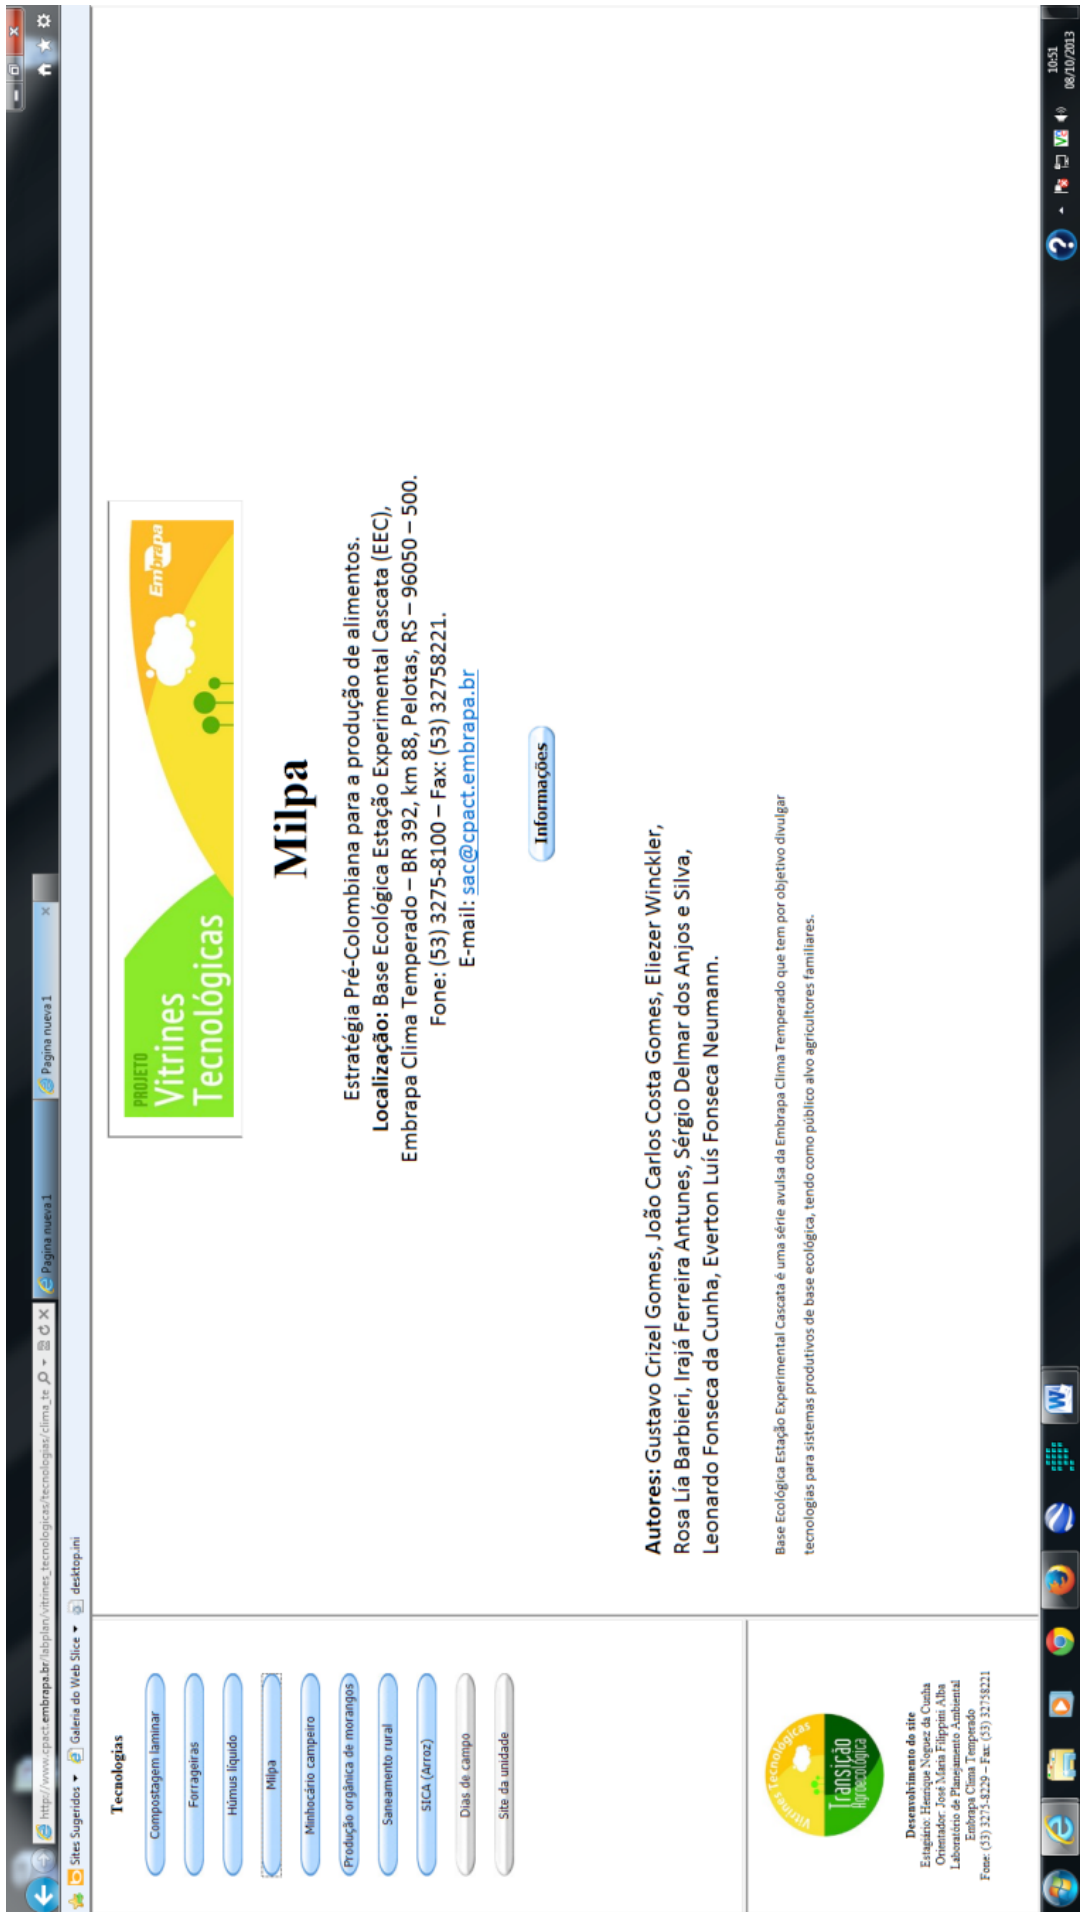 http://www.cpact.embrapa.br/labplan/vitrines_tecnologicas/tecnologias/clima_te
Pagina nueva 1
Pagina nueva 1
Sites Sugeridos
Galeria do Web Slice
desktop.ini
Tecnologias
Compostagem laminar
Forrageiras
Húmus líquido
Milpa
Minhocário campeiro
Produção orgânica de morangos
Saneamento rural
SICA (Arroz)
Dias de campo
Site da unidade
Vitrines Tecnológicas
Transição
Agroecológica
Desenvolvimento do site
Estagiário: Henrique Noguez da Cunha
Orientador: José Maria Filippini Alba
Laboratório de Planejamento Ambiental
Embrapa Clima Temperado
Fone: (53) 3275-8229 – Fax: (53) 32758221
PROJETO
Vitrines
Tecnológicas
Embrapa
Milpa
Estratégia Pré-Colombiana para a produção de alimentos.
Localização: Base Ecológica Estação Experimental Cascata (EEC),
Embrapa Clima Temperado – BR 392, km 88, Pelotas, RS – 96050 – 500.
Fone: (53) 3275-8100 – Fax: (53) 32758221.
E-mail: sac@cpact.embrapa.br
Informações
Autores: Gustavo Crizel Gomes, João Carlos Costa Gomes, Eliezer Winckler,
Rosa Lía Barbieri, Irajá Ferreira Antunes, Sérgio Delmar dos Anjos e Silva,
Leonardo Fonseca da Cunha, Everton Luís Fonseca Neumann.
Base Ecológica Estação Experimental Cascata é uma série avulsa da Embrapa Clima Temperado que tem por objetivo divulgar
tecnologias para sistemas produtivos de base ecológica, tendo como público alvo agricultores familiares.
10:51
08/10/2013